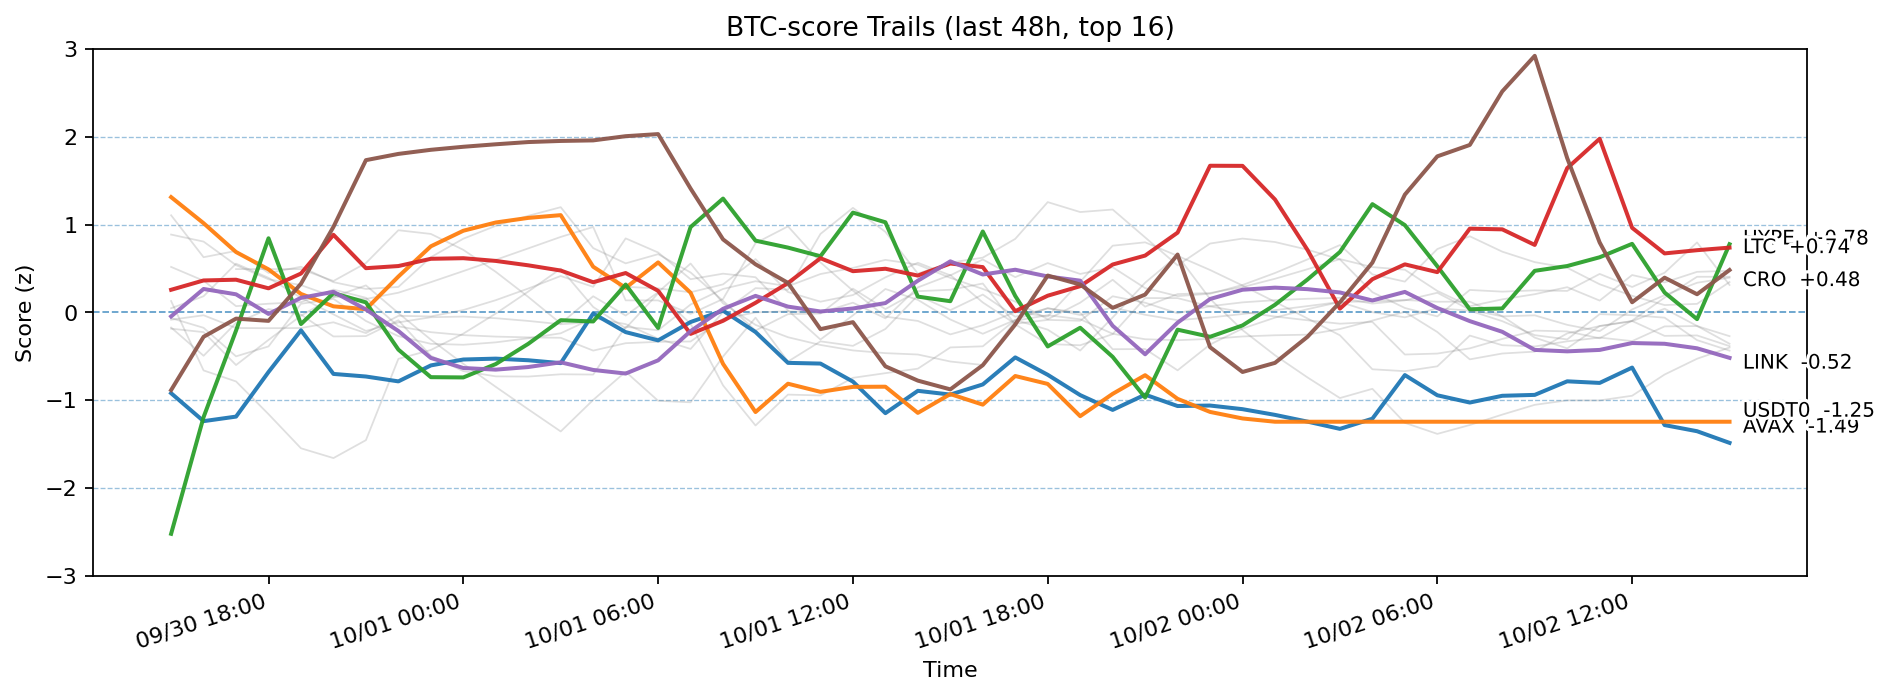 BTC-score Trails (last 48h, top 16)
Score (z)
3
2
1
0
−1
−2
−3
HYPE +0.78
LTC +0.74
CRO +0.48
LINK -0.52
USDT0 -1.25
AVAX -1.49
09/30 18:00
10/01 00:00
10/01 06:00
10/01 12:00
10/01 18:00
10/02 00:00
10/02 06:00
10/02 12:00
Time